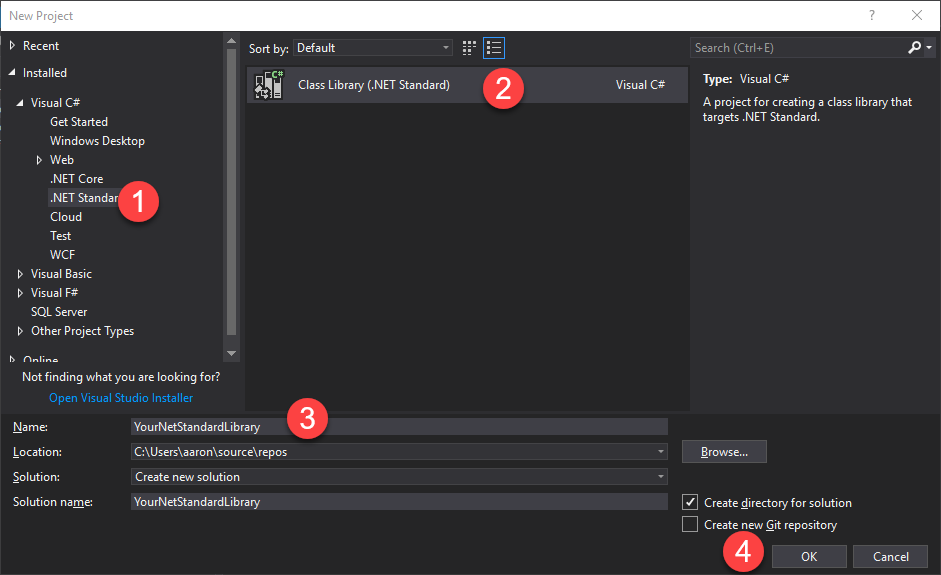 New Project
?
Recent
Installed
Visual C#
Get Started
Windows Desktop
Web
.NET Core
.NET Standar
Cloud
Test
WCF
Visual Basic
Visual F#
SQL Server
Other Project Types
Online
Not finding what you are looking for?
Open Visual Studio Installer
1
Sort by: Default
C# Class Library (.NET Standard) Visual C#
2
Search (Ctrl+E)
Type: Visual C#
A project for creating a class library that
targets .NET Standard.
Name: YourNetStandardLibrary
3
Location: C:\Users\aaron\source\repos Browse...
Solution: Create new solution
Solution name: YourNetStandardLibrary
Create directory for solution
Create new Git repository
4
OK Cancel